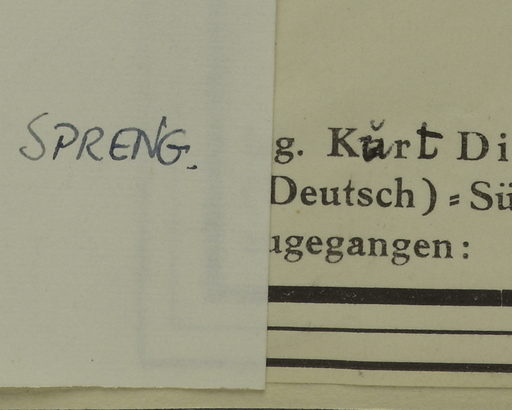 SPRENG.
g. Kurt Di
Deutsch) = Sü
ugegangen: